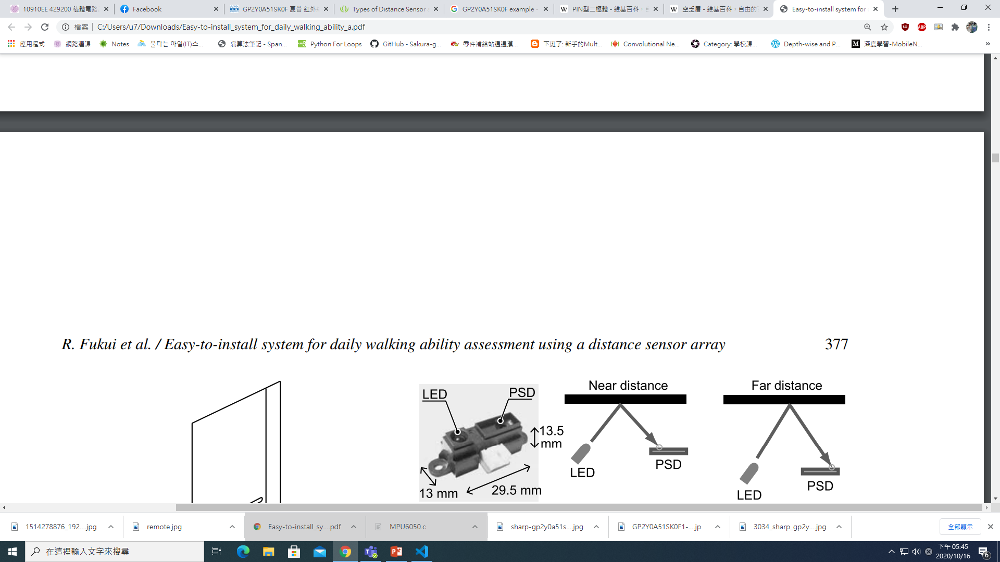 10910EE 429200 積體電路
Facebook
GP2Y0A51SK0F 夏普 紅外
Types of Distance Sensor
GP2Y0A51SK0F example
PIN型二極體 - 維基百科,
空乏層 - 維基百科,自由的
Easy-to-install system for
檔案
C:/Users/u7/Downloads/Easy-to-install_system_for_daily_walking_ability_a.pdf
ABP
應用程式
網路選課
Notes
불타는 아일(IT)스...
演算法筆記 - Span...
Python For Loops
GitHub - Sakura-g...
零件補給站通通摸...
下班了: 新手的Mult...
Convolutional Ne...
Category: 學校課...
Depth-wise and P...
深度學習-MobileN...
R. Fukui et al. / Easy-to-install system for daily walking ability assessment using a distance sensor array
377
LED
PSD
13.5
mm
13 mm
29.5 mm
Near distance
LED
PSD
Far distance
LED
PSD
1514278876_192....jpg
remote.jpg
Easy-to-install_sy....pdf
MPU6050.c
sharp-gp2y0a51s....jpg
GP2Y0A51SK0F1-....jp
3034_sharp_gp2y....jpg
全部顯示
在這裡輸入文字來搜尋
下午 05:45
2020/10/16
6